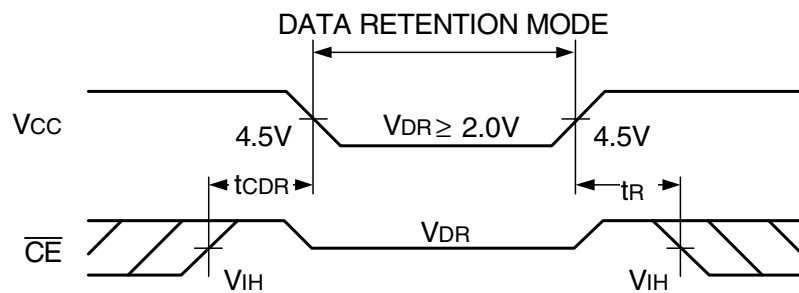 DATA RETENTION MODE
VCC
4.5V
VDR ≥ 2.0V
4.5V
tCDR
tR
CE
VDR
VIH
VIH